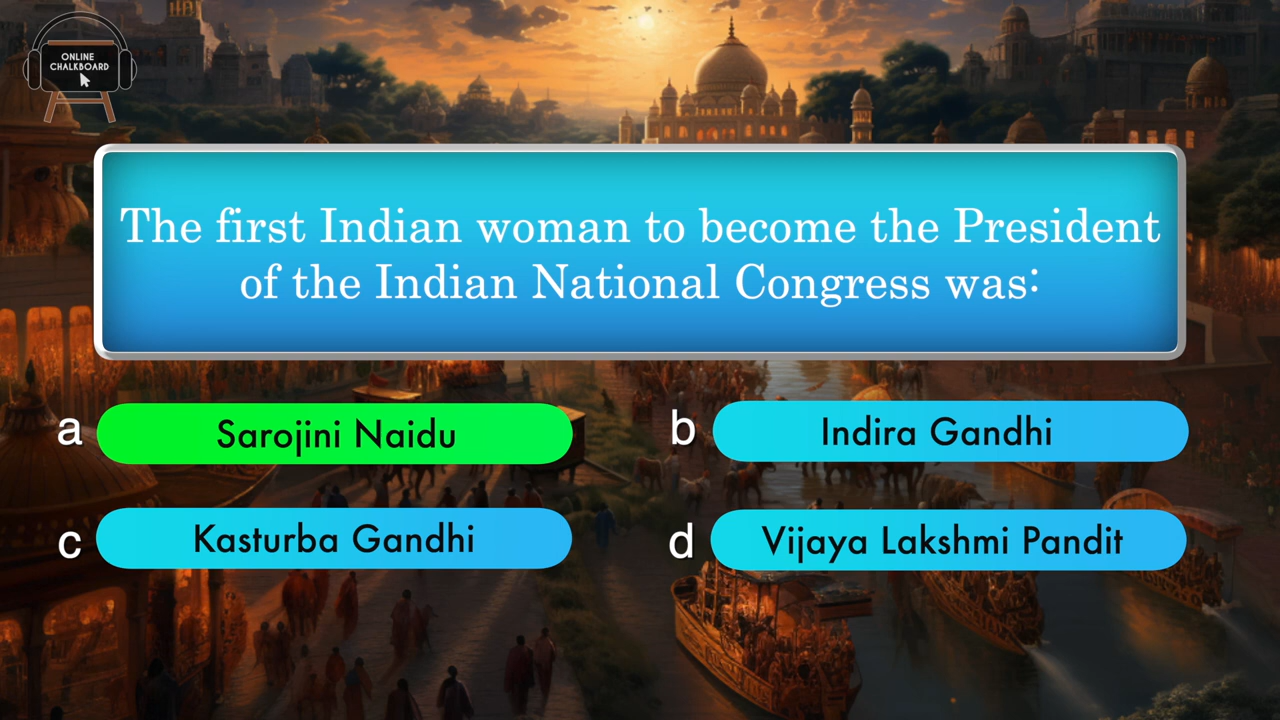 ONLINE
CHALKBOARD
The first Indian woman to become the President
of the Indian National Congress was:
a Sarojini Naidu
b Indira Gandhi
c Kasturba Gandhi
d Vijaya Lakshmi Pandit